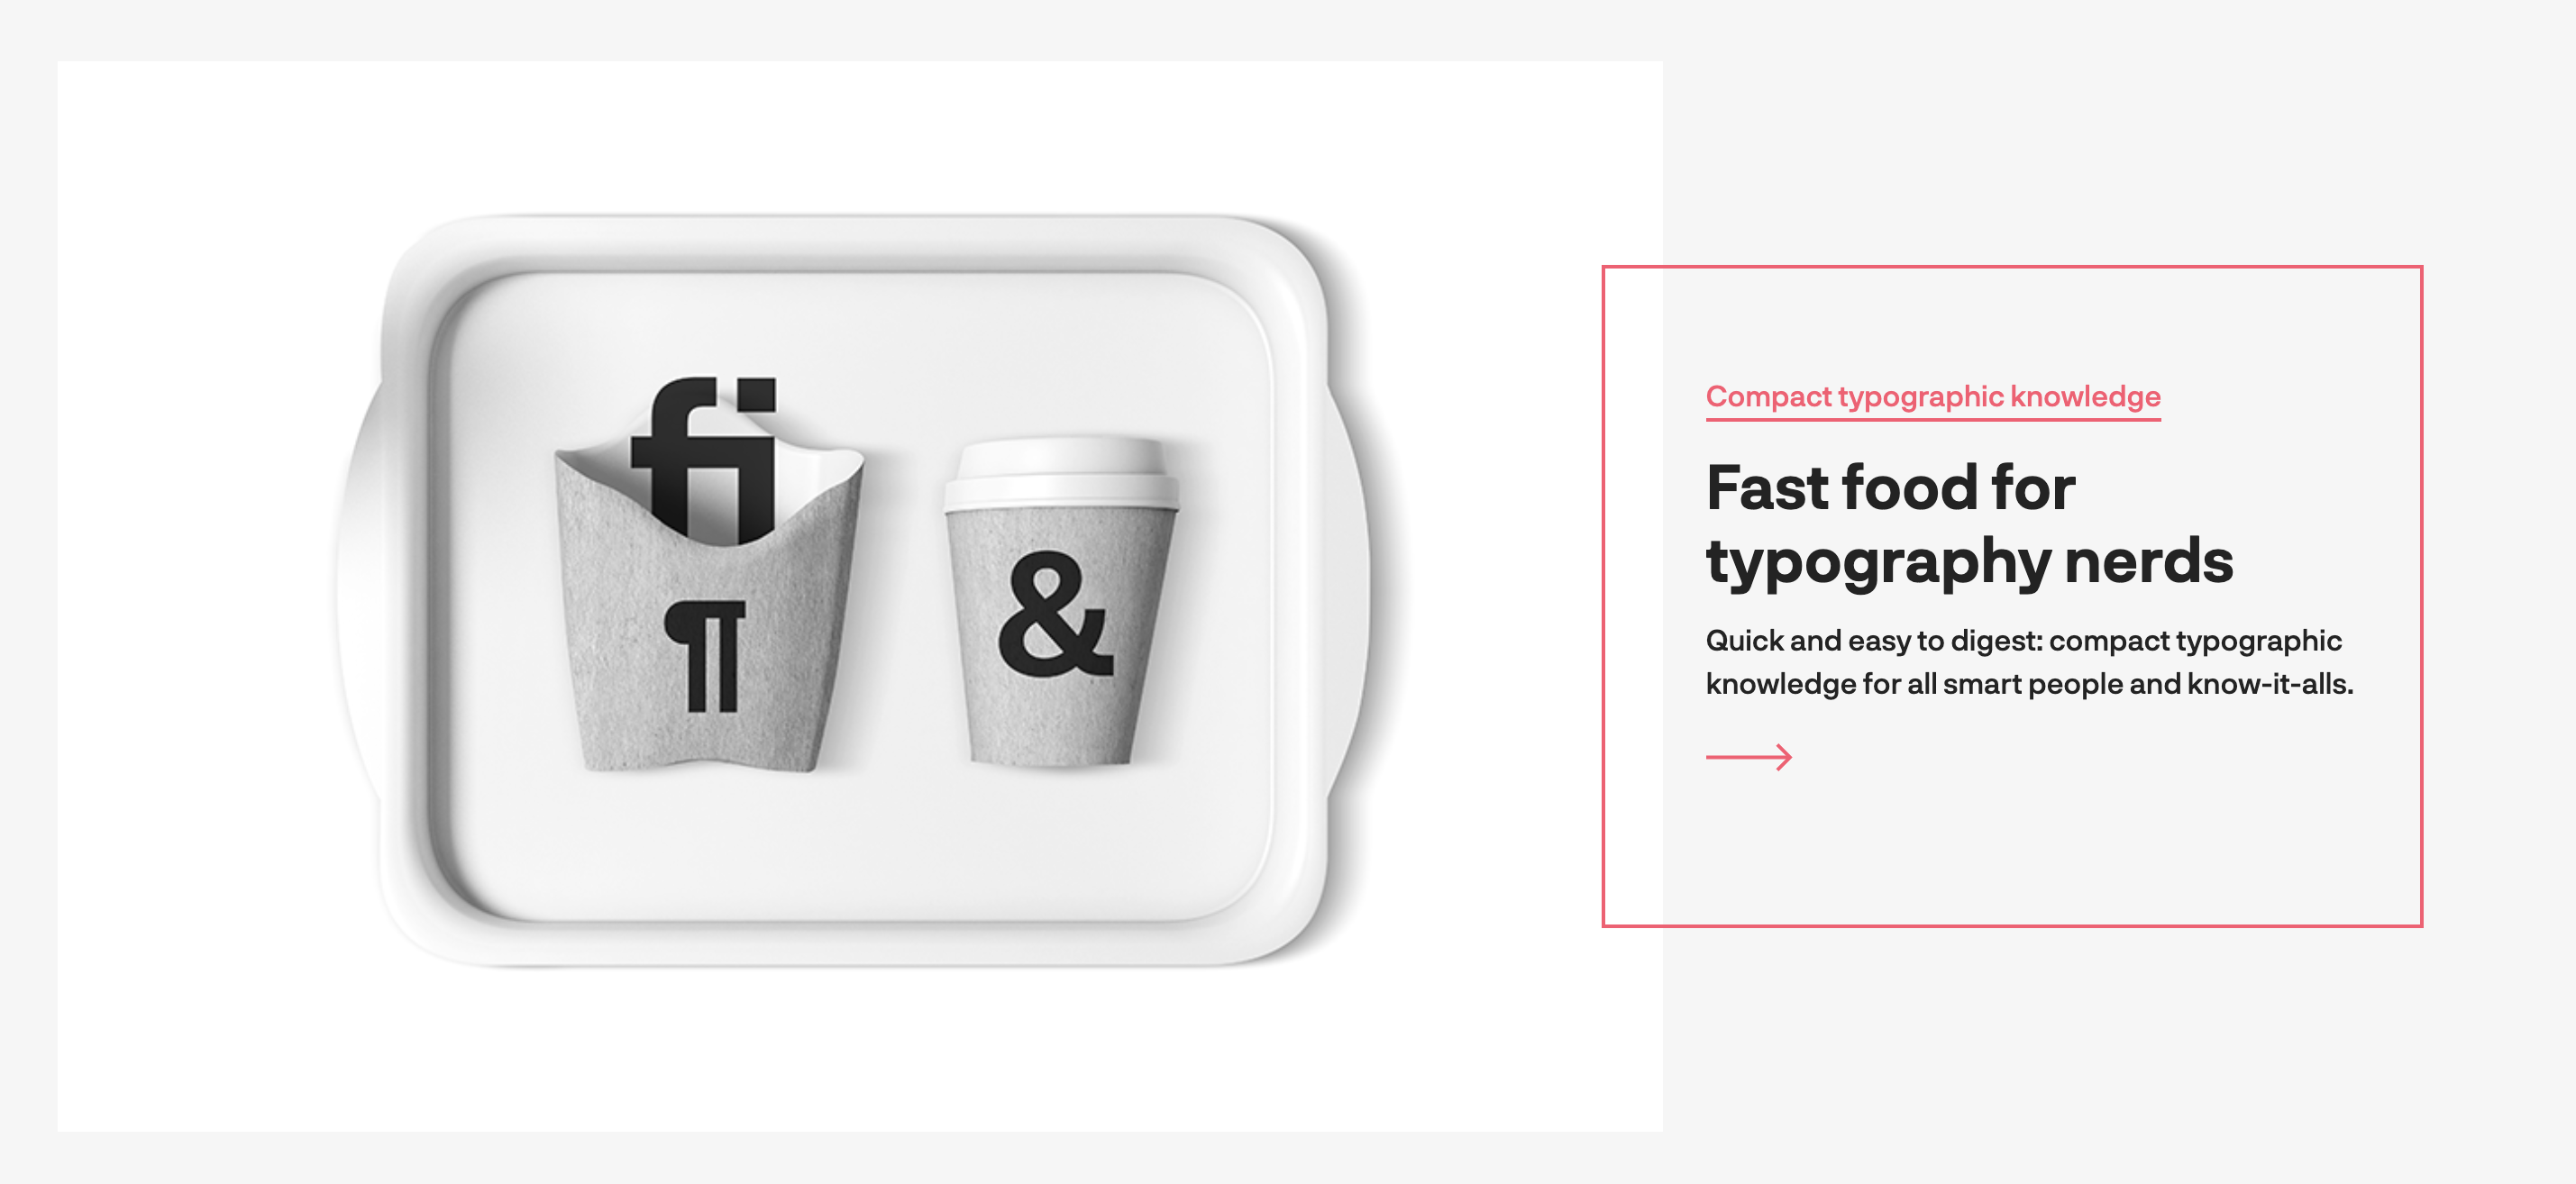 fi
¶
&
Compact typographic knowledge
Fast food for
typography nerds
Quick and easy to digest: compact typographic
knowledge for all smart people and know-it-alls.